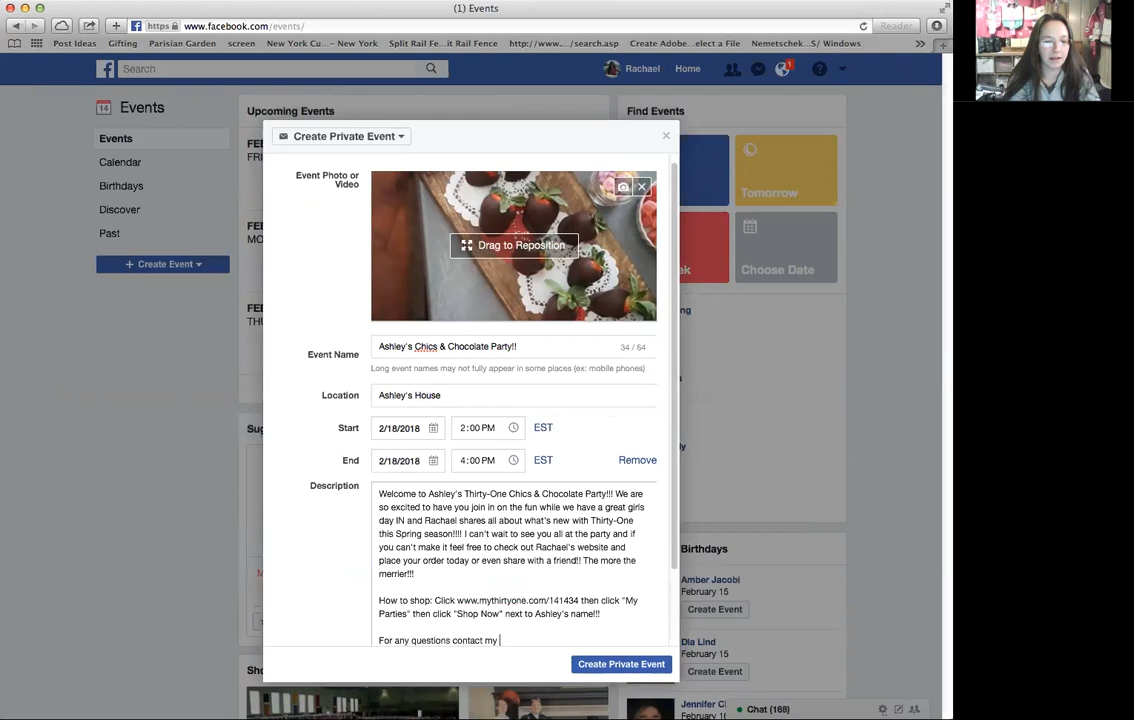 (1) Events
https www.facebook.com/events/
Reader
Post Ideas Gifting Parisian Garden screen New York Cu...~ New York Split Rail Fe...it Rail Fence http://www.../search.asp Create Adobe...elect a File Nemetschek...S/ Windows
Search
Rachael Home
1
14 Events
Events
Calendar
Birthdays
Discover
Past
+ Create Event
Upcoming Events
FRI
MO
THU
Find Events
Tomorrow
Choose Date
Create Private Event
Event Photo or
Video
Drag to Reposition
Event Name
Ashley's Chics & Chocolate Party!!
34 / 64
Long event names may not fully appear in some places (ex: mobile phones)
Location
Ashley's House
Start
2/18/2018 2:00 PM EST
End
4:00 PM EST Remove
2/18/2018
Description
Welcome to Ashley's Thirty-One Chics & Chocolate Party!!! We are
so excited to have you join in on the fun while we have a great girls
day IN and Rachael shares all about what's new with Thirty-One
this Spring season!!!! I can't wait to see you all at the party and if
you can't make it feel free to check out Rachael's website and
place your order today or even share with a friend!! The more the
merrier!!!
How to shop: Click www.mythirtyone.com/141434 then click "My
Parties" then click "Shop Now" next to Ashley's name!!!
For any questions contact my
Create Private Event
Birthdays
Amber Jacobi
February 15
Create Event
Dia Lind
February 15
Create Event
Jennifer
Chat (168)